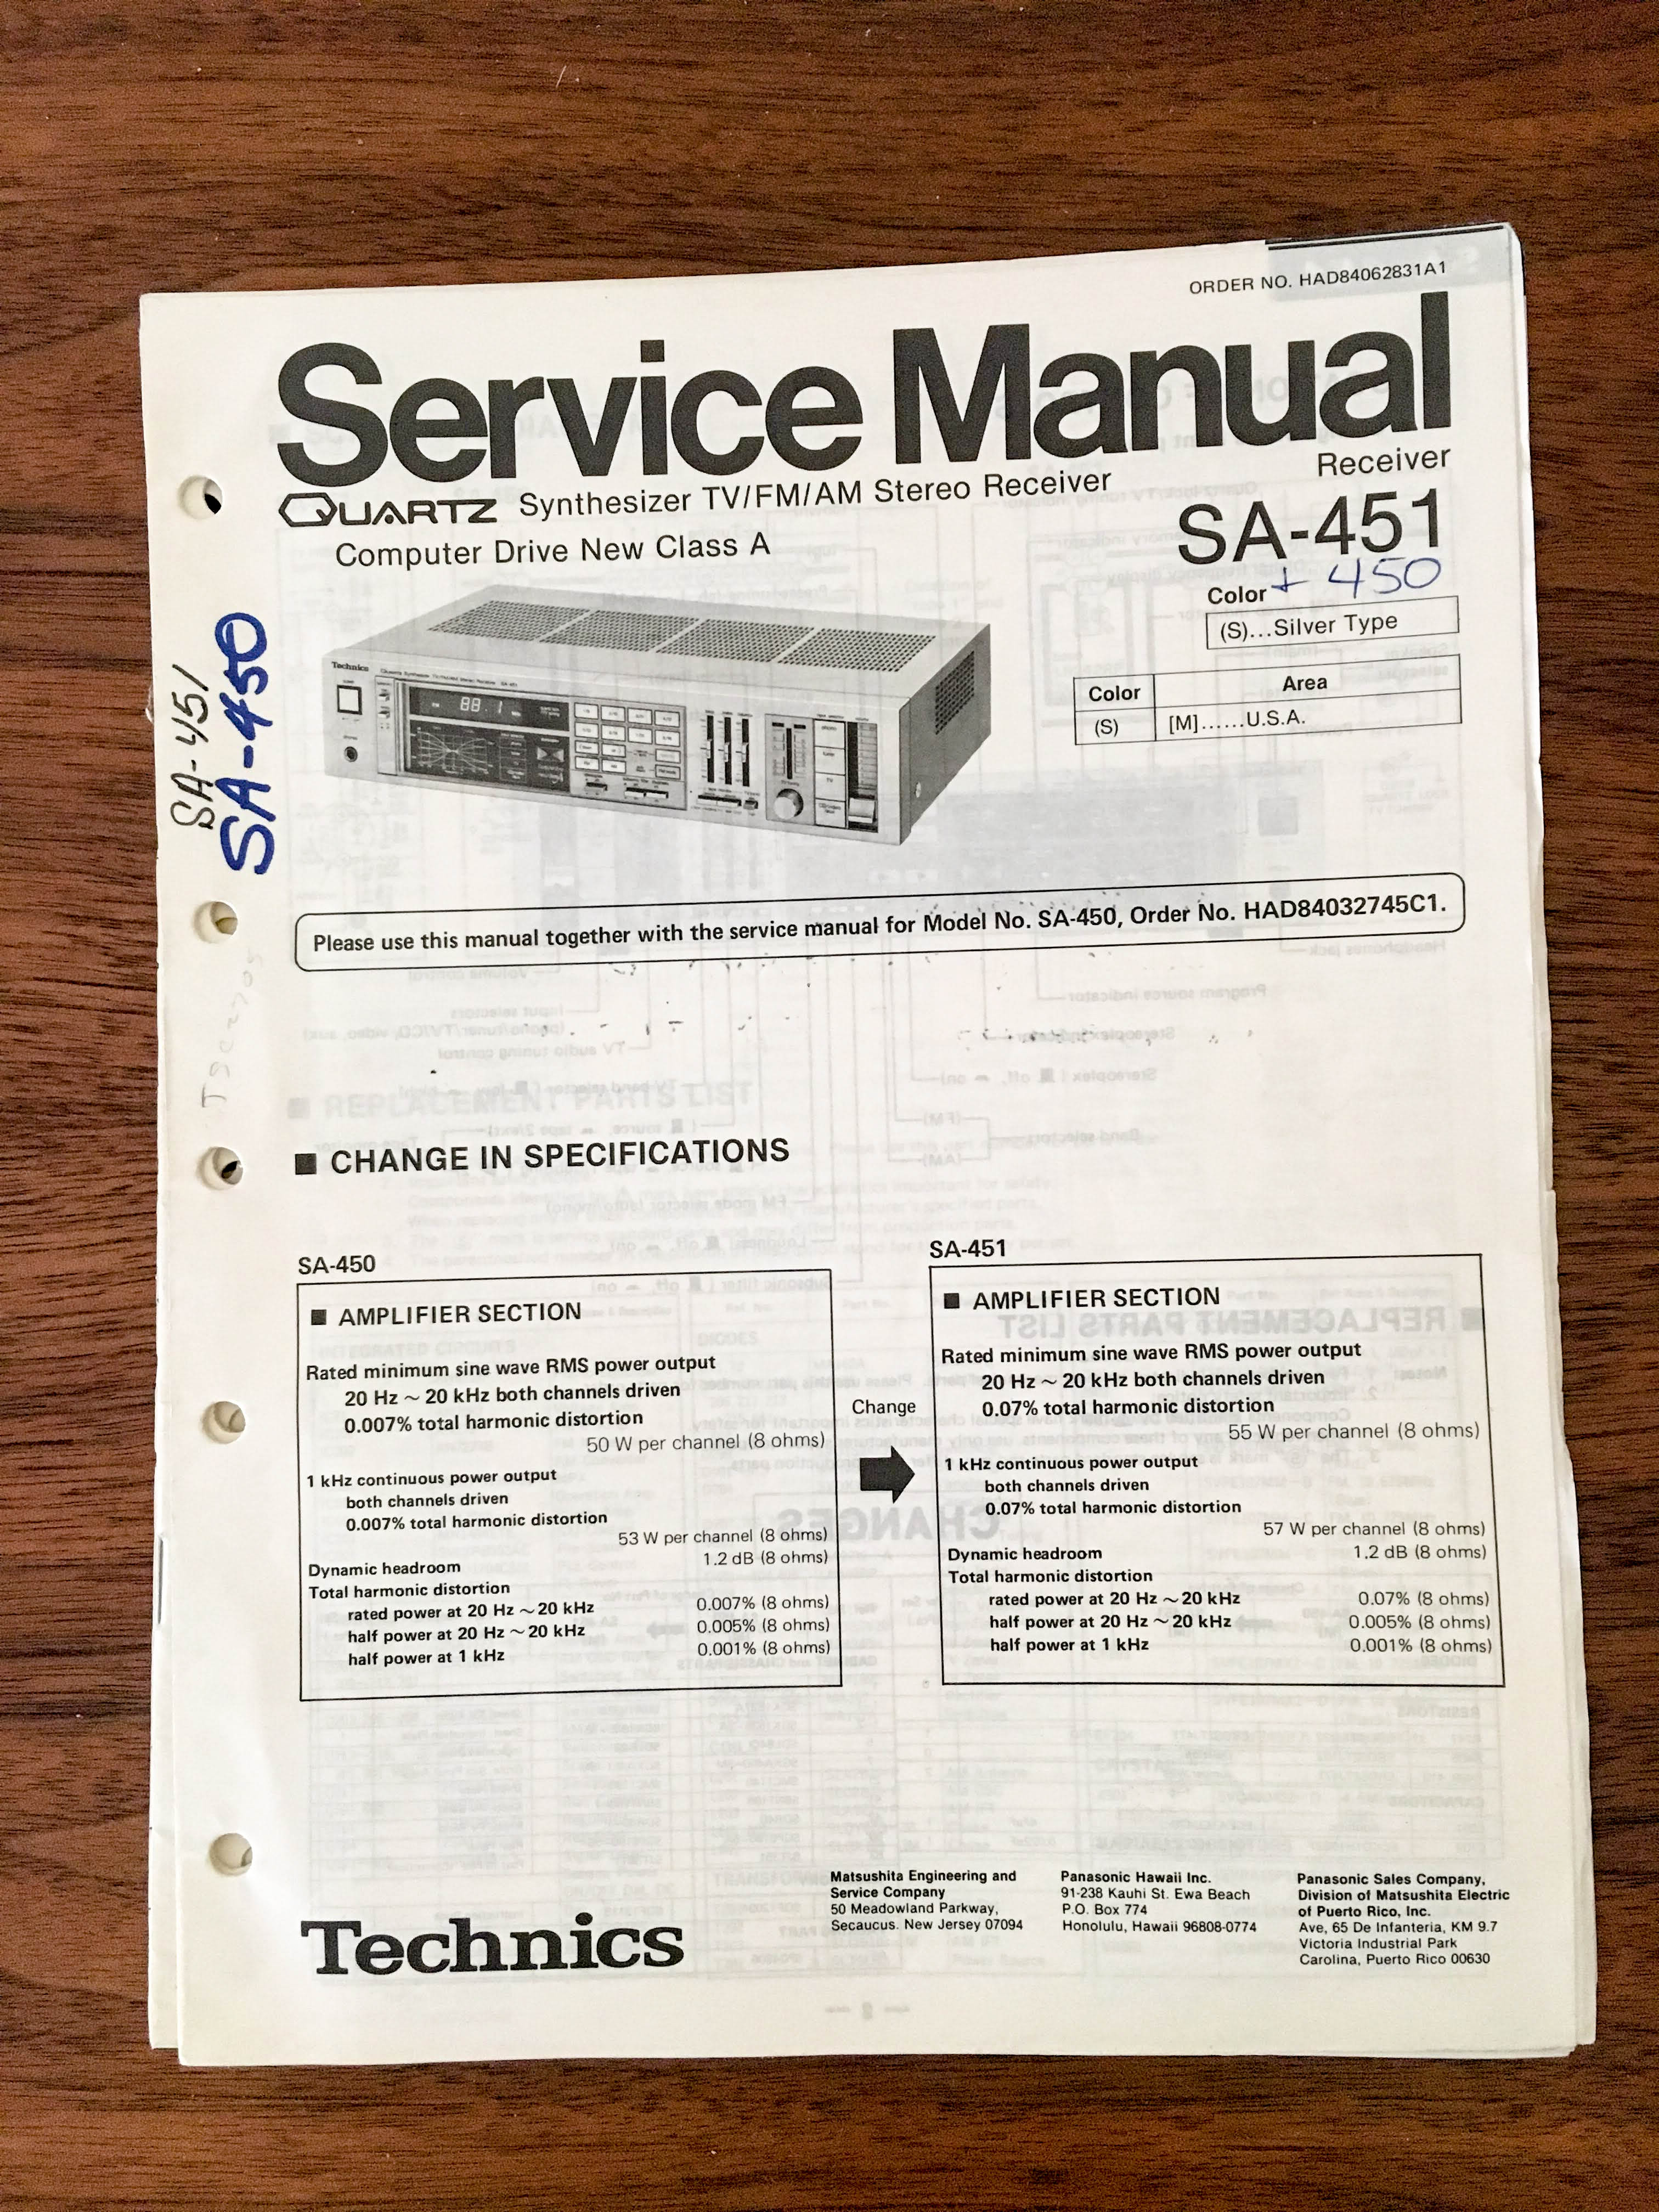 ORDER NO. HAD84062831A1
Service Manual
QUARTZ Synthesizer TV/FM/AM Stereo Receiver
Receiver
Computer Drive New Class A
SA-451
+ 450
Color
(S)...Silver Type
Color Area
(S) [M]......U.S.A.
SA-451
SA-450
Technics
88.1
Please use this manual together with the service manual for Model No. SA-450, Order No. HAD84032745C1.
■ CHANGE IN SPECIFICATIONS
SA-450
■ AMPLIFIER SECTION
Rated minimum sine wave RMS power output
20 Hz ~ 20 kHz both channels driven
0.007% total harmonic distortion
50 W per channel (8 ohms)
1 kHz continuous power output
both channels driven
0.007% total harmonic distortion
53 W per channel (8 ohms)
Dynamic headroom 1.2 dB (8 ohms)
Total harmonic distortion
rated power at 20 Hz ~ 20 kHz 0.007% (8 ohms)
half power at 20 Hz ~ 20 kHz 0.005% (8 ohms)
half power at 1 kHz 0.001% (8 ohms)
Change
SA-451
■ AMPLIFIER SECTION
Rated minimum sine wave RMS power output
20 Hz ~ 20 kHz both channels driven
0.07% total harmonic distortion
55 W per channel (8 ohms)
1 kHz continuous power output
both channels driven
0.07% total harmonic distortion
57 W per channel (8 ohms)
Dynamic headroom 1.2 dB (8 ohms)
Total harmonic distortion
rated power at 20 Hz ~ 20 kHz 0.07% (8 ohms)
half power at 20 Hz ~ 20 kHz 0.005% (8 ohms)
half power at 1 kHz 0.001% (8 ohms)
Technics
Matsushita Engineering and
Service Company
50 Meadowland Parkway,
Secaucus. New Jersey 07094
Panasonic Hawaii Inc.
91-238 Kauhi St. Ewa Beach
P.O. Box 774
Honolulu, Hawaii 96808-0774
Panasonic Sales Company,
Division of Matsushita Electric
of Puerto Rico, Inc.
Ave, 65 De Infanteria, KM 9.7
Victoria Industrial Park
Carolina, Puerto Rico 00630